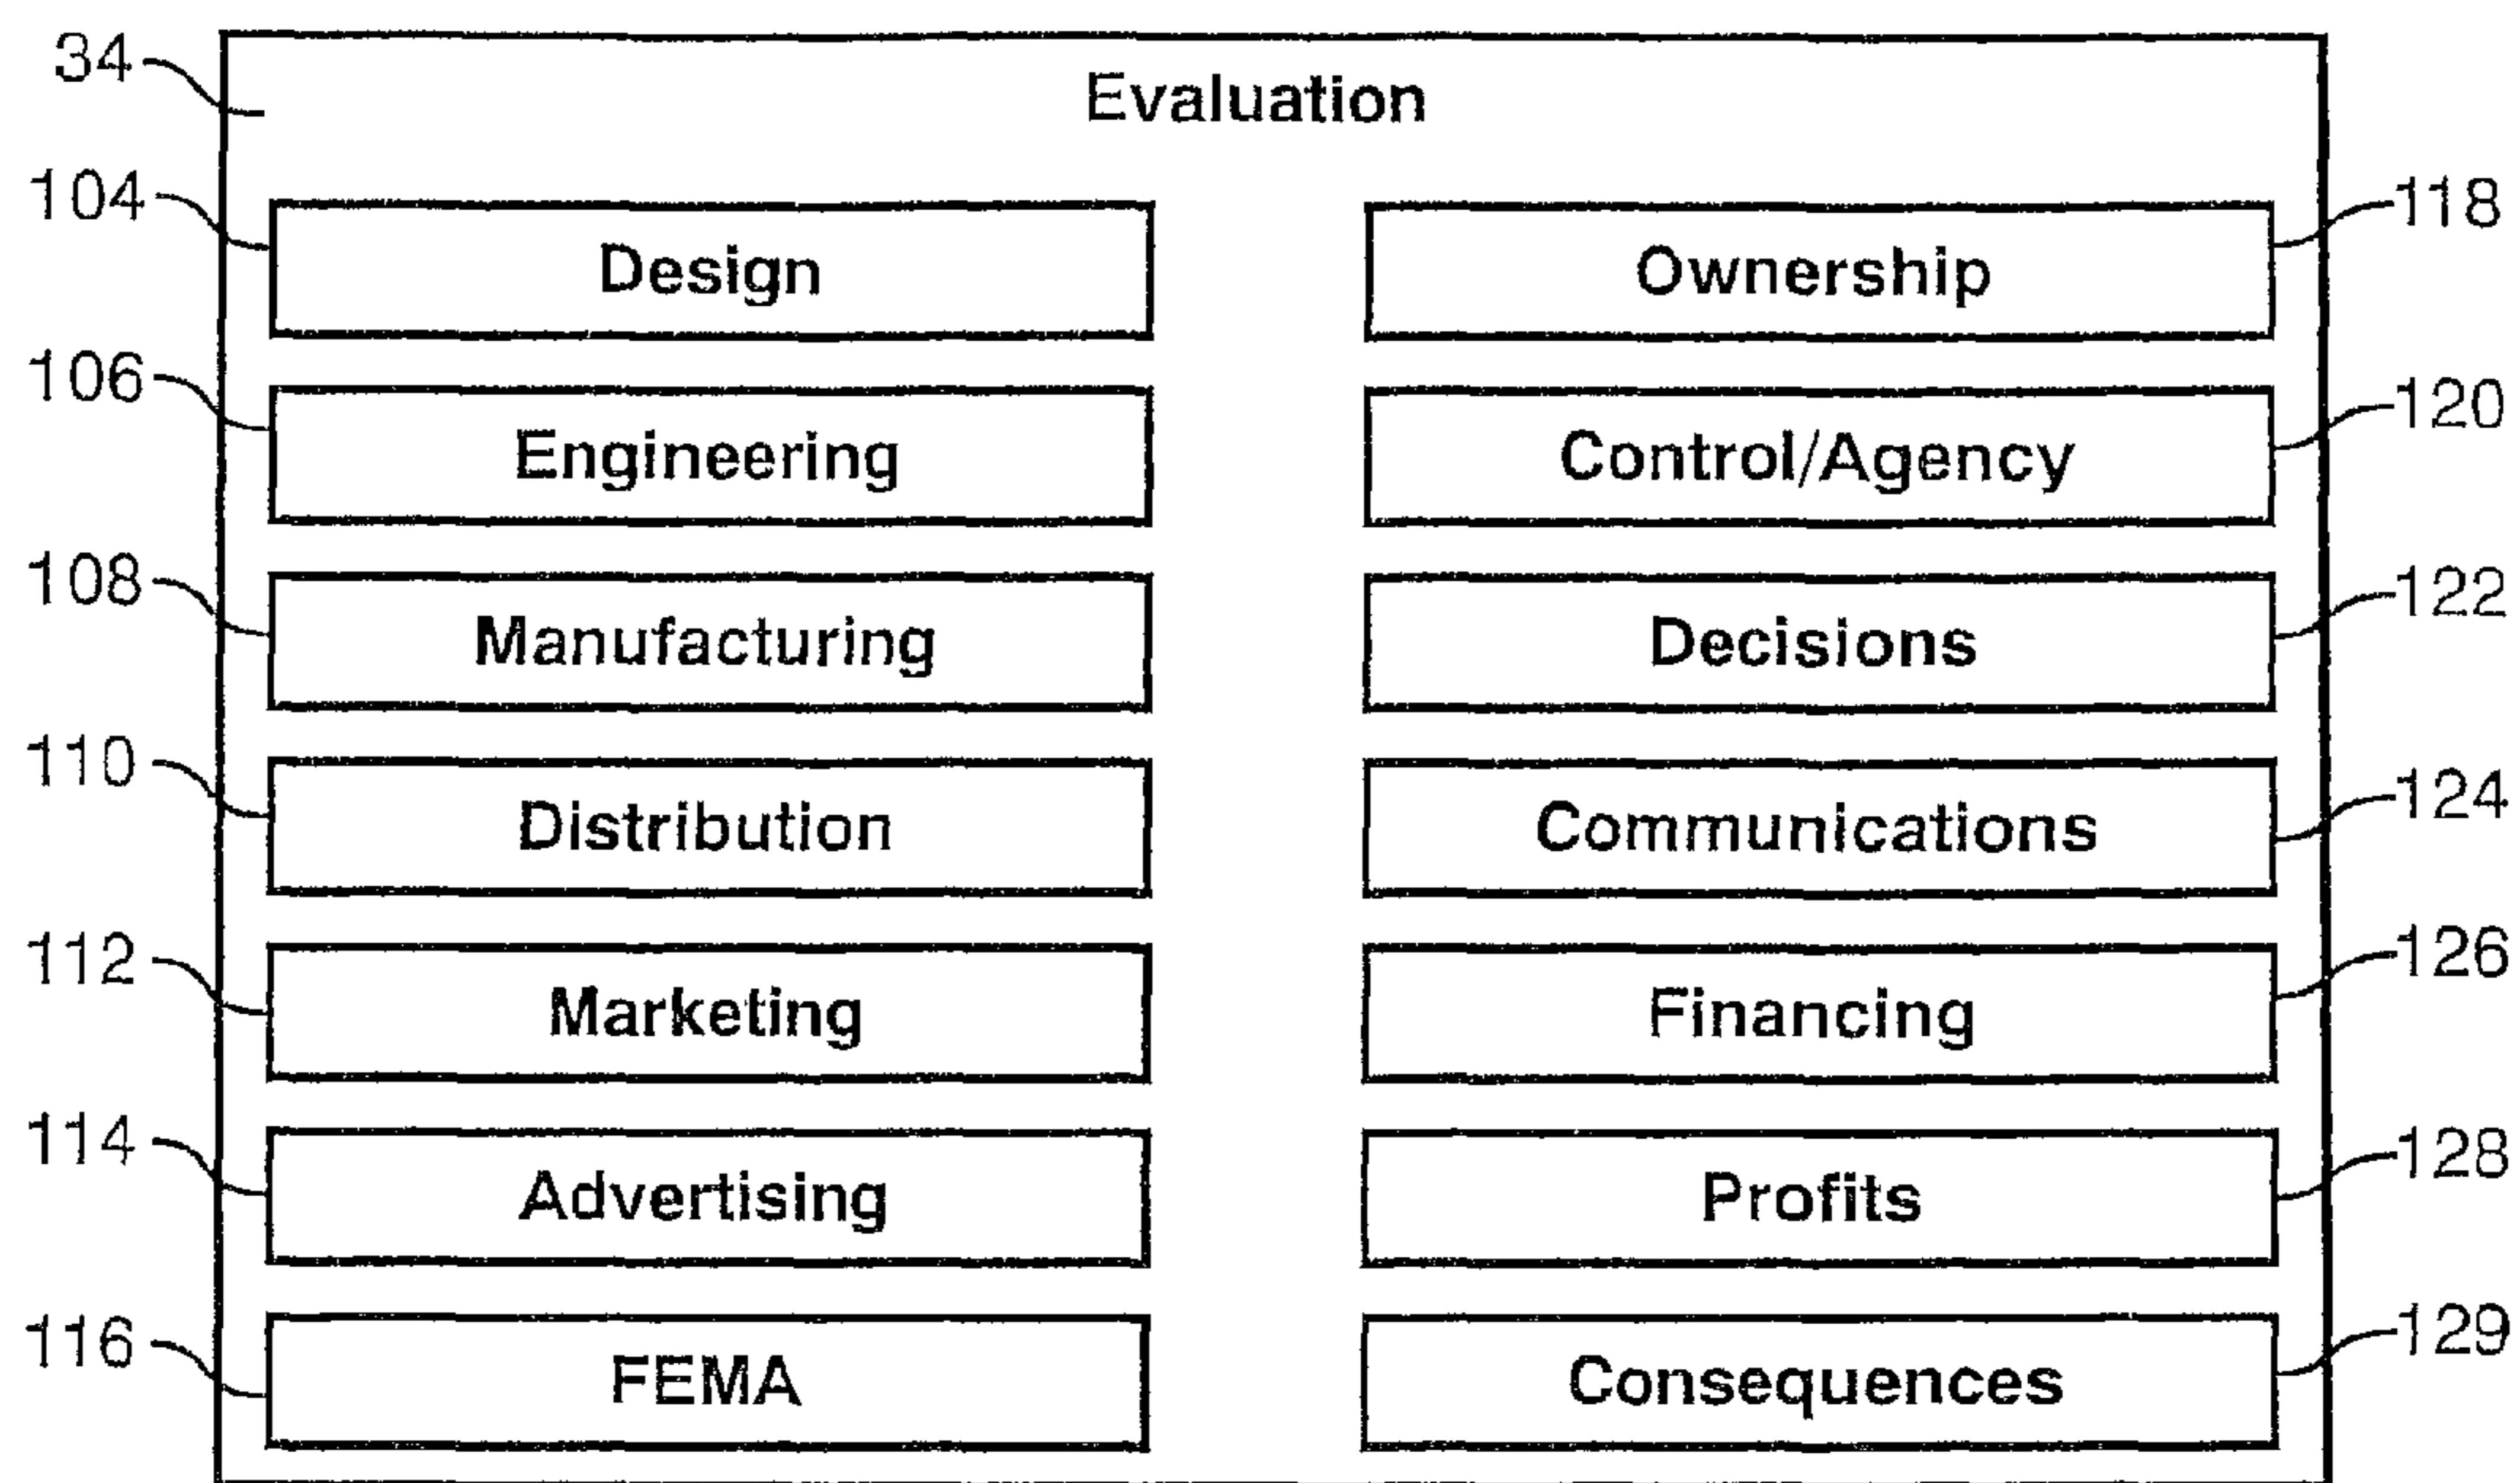 34
Evaluation
104
Design
Ownership
118
106
Engineering
Control/Agency
120
108
Manufacturing
Decisions
122
110
Distribution
Communications
124
112
Marketing
Financing
126
114
Advertising
Profits
128
116
FEMA
Consequences
129